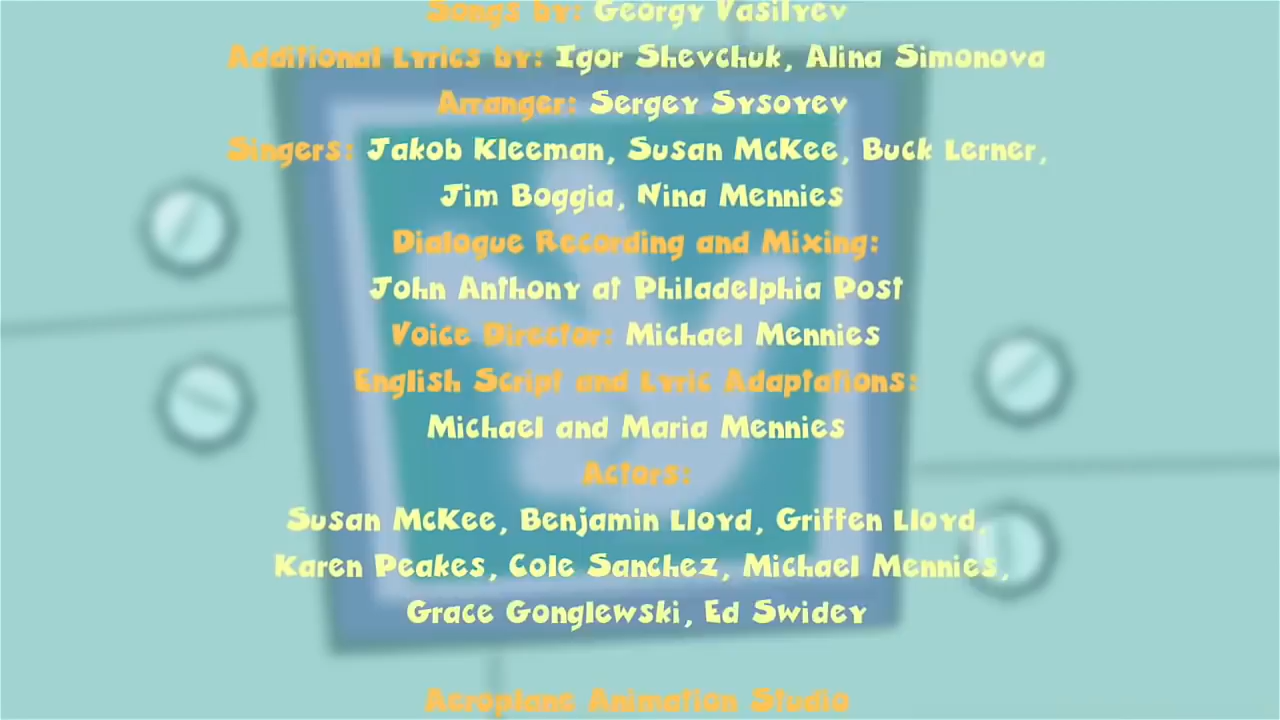 Songs by: Georgy Vasilyev
Additional Lyrics by: Igor Shevchuk, Alina Simonova
Arranger: Sergey Sysoyev
Singers: Jakob Kleeman, Susan McKee, Buck Lerner,
Jim Boggia, Nina Mennies
Dialogue Recording and Mixing:
John Anthony at Philadelphia Post
Voice Director: Michael Mennies
English Script and Lyric Adaptations:
Michael and Maria Mennies
Actors:
Susan McKee, Benjamin Lloyd, Griffen Lloyd,
Karen Peakes, Cole Sanchez, Michael Mennies,
Grace Gonglewski, Ed Swidey
Aeroplane Animation Studio